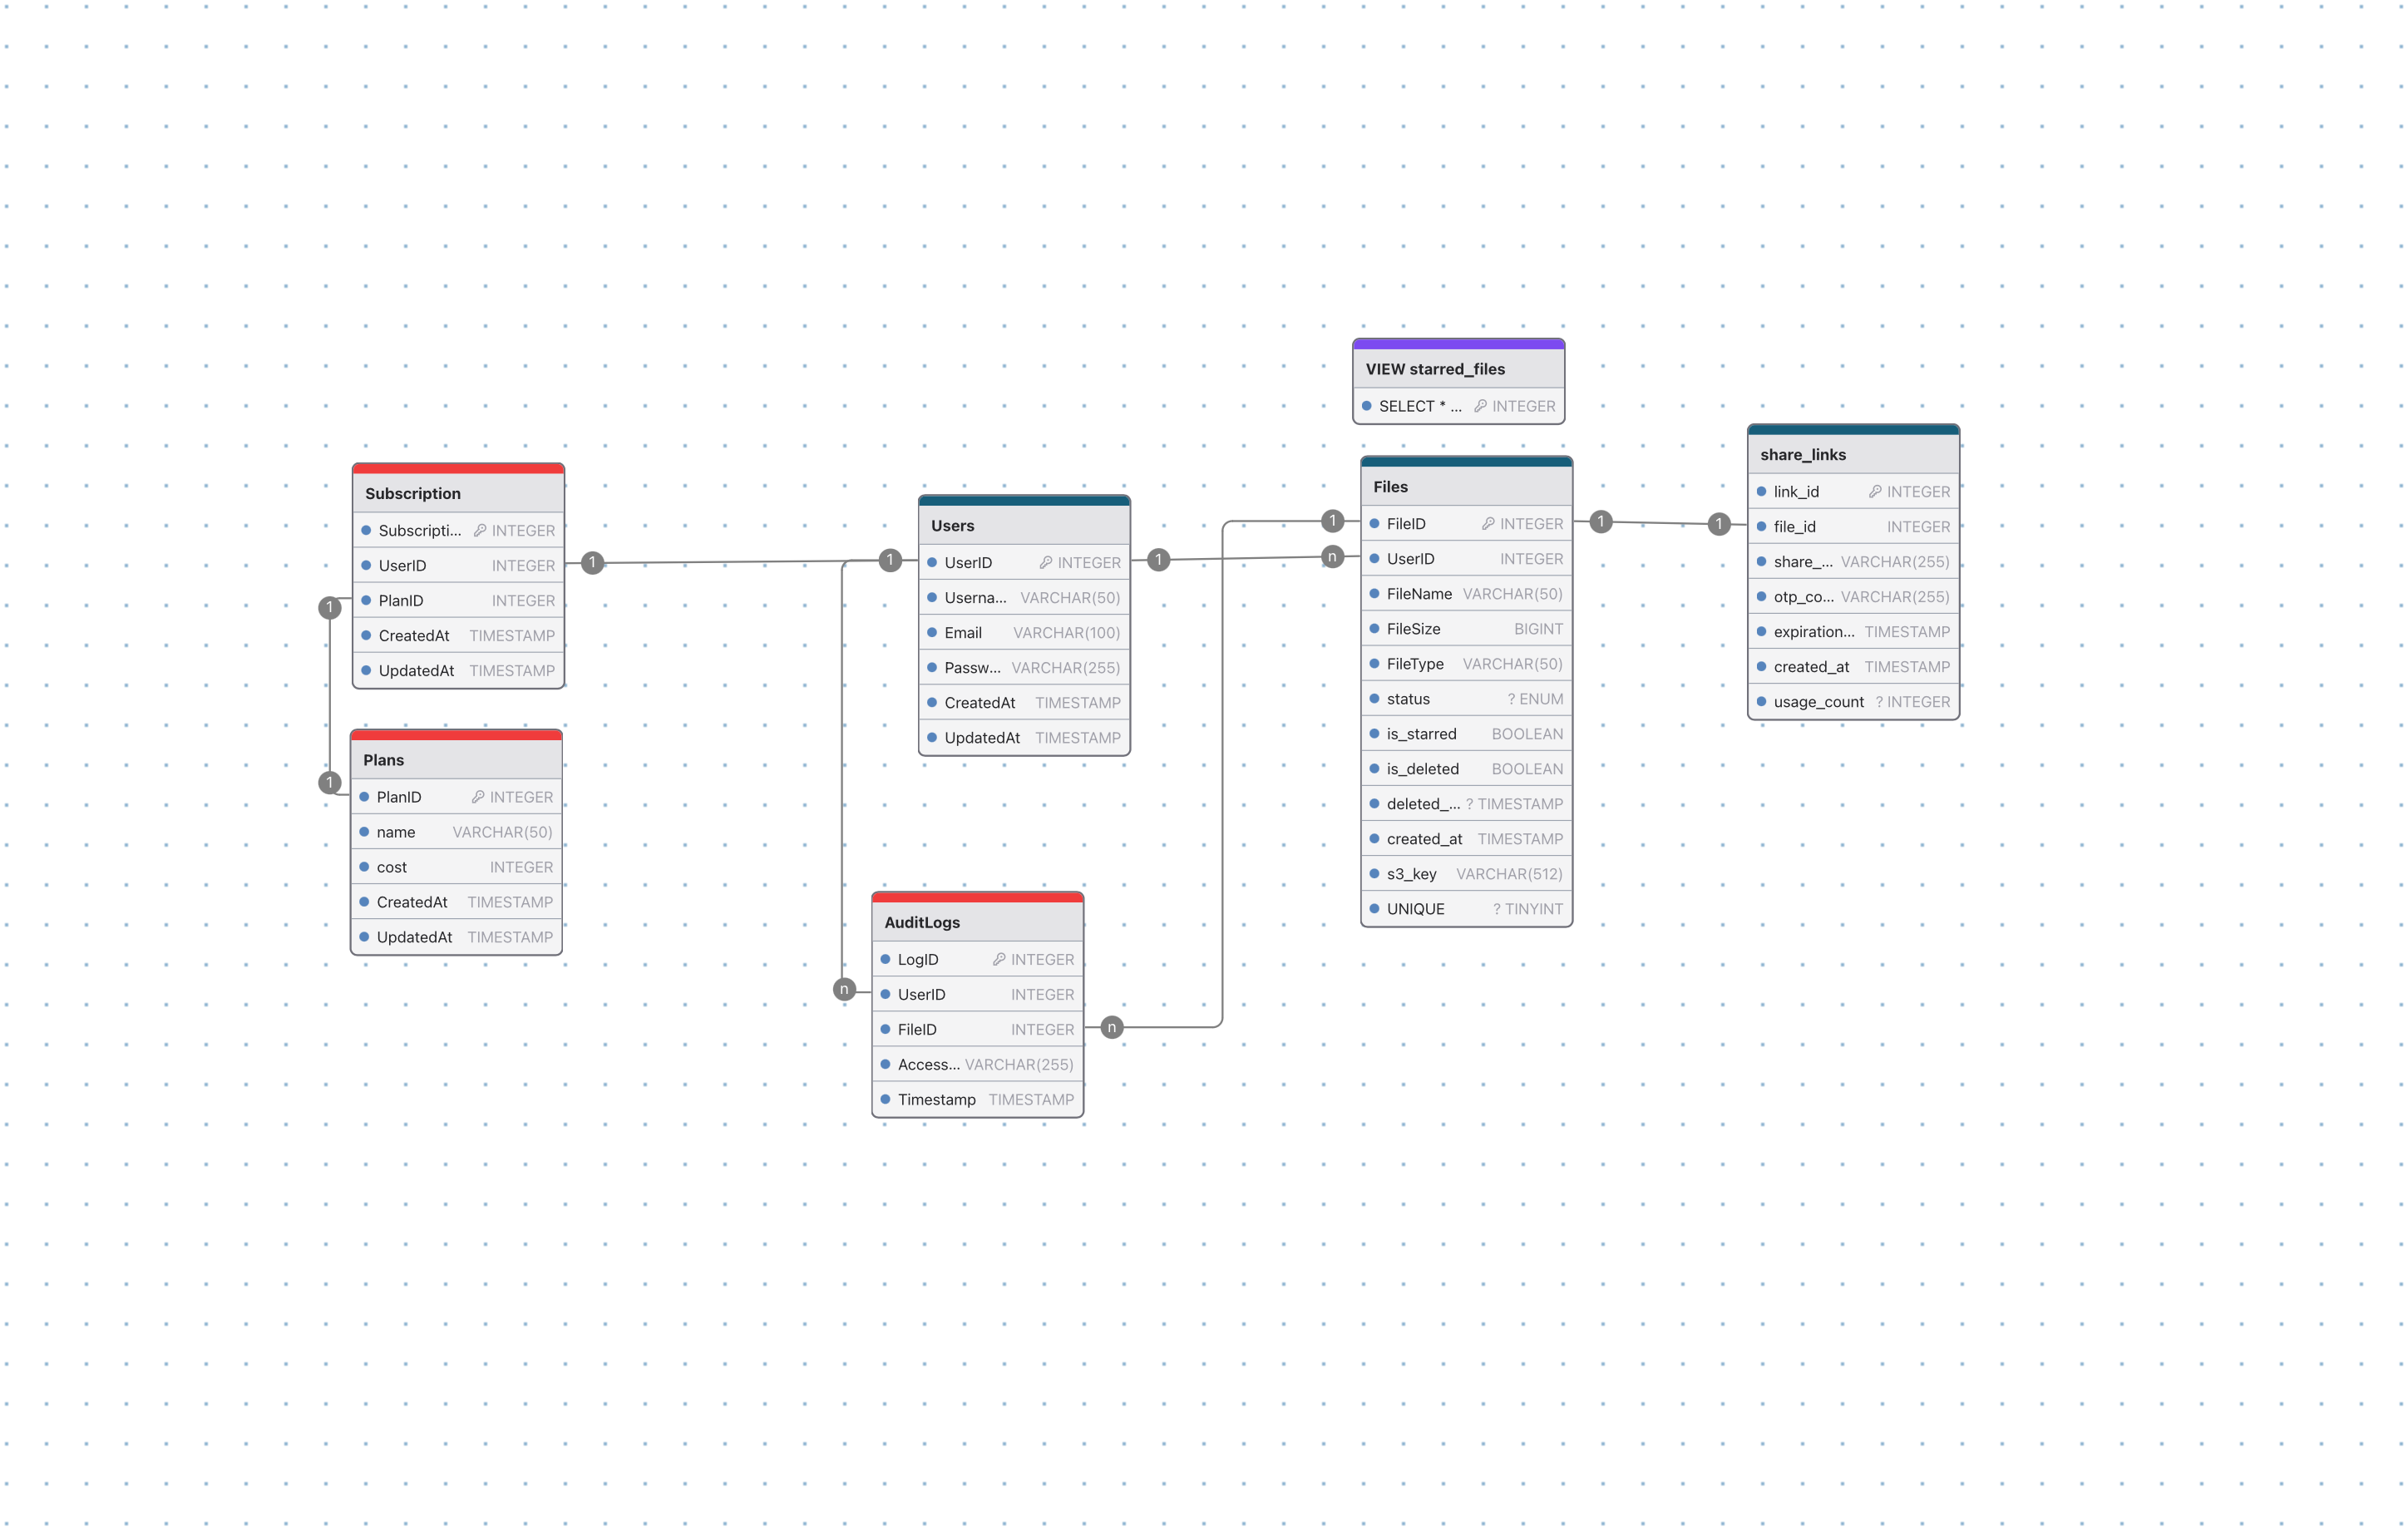 VIEW starred_files
SELECT * ... INTEGER
Subscription
Subscripti... INTEGER
UserID INTEGER
PlanID INTEGER
CreatedAt TIMESTAMP
UpdatedAt TIMESTAMP
Plans
PlanID INTEGER
name VARCHAR(50)
cost INTEGER
CreatedAt TIMESTAMP
UpdatedAt TIMESTAMP
1
1
1
1
Users
UserID INTEGER
Userna... VARCHAR(50)
Email VARCHAR(100)
Passw... VARCHAR(255)
CreatedAt TIMESTAMP
UpdatedAt TIMESTAMP
AuditLogs
LogID INTEGER
UserID INTEGER
FileID INTEGER
Access... VARCHAR(255)
Timestamp TIMESTAMP
n
n
1
1
n
Files
FileID INTEGER
UserID INTEGER
FileName VARCHAR(50)
FileSize BIGINT
FileType VARCHAR(50)
status ? ENUM
is_starred BOOLEAN
is_deleted BOOLEAN
deleted_... ? TIMESTAMP
created_at TIMESTAMP
s3_key VARCHAR(512)
UNIQUE ? TINYINT
1
1
share_links
link_id INTEGER
file_id INTEGER
share_... VARCHAR(255)
otp_co... VARCHAR(255)
expiration... TIMESTAMP
created_at TIMESTAMP
usage_count ? INTEGER